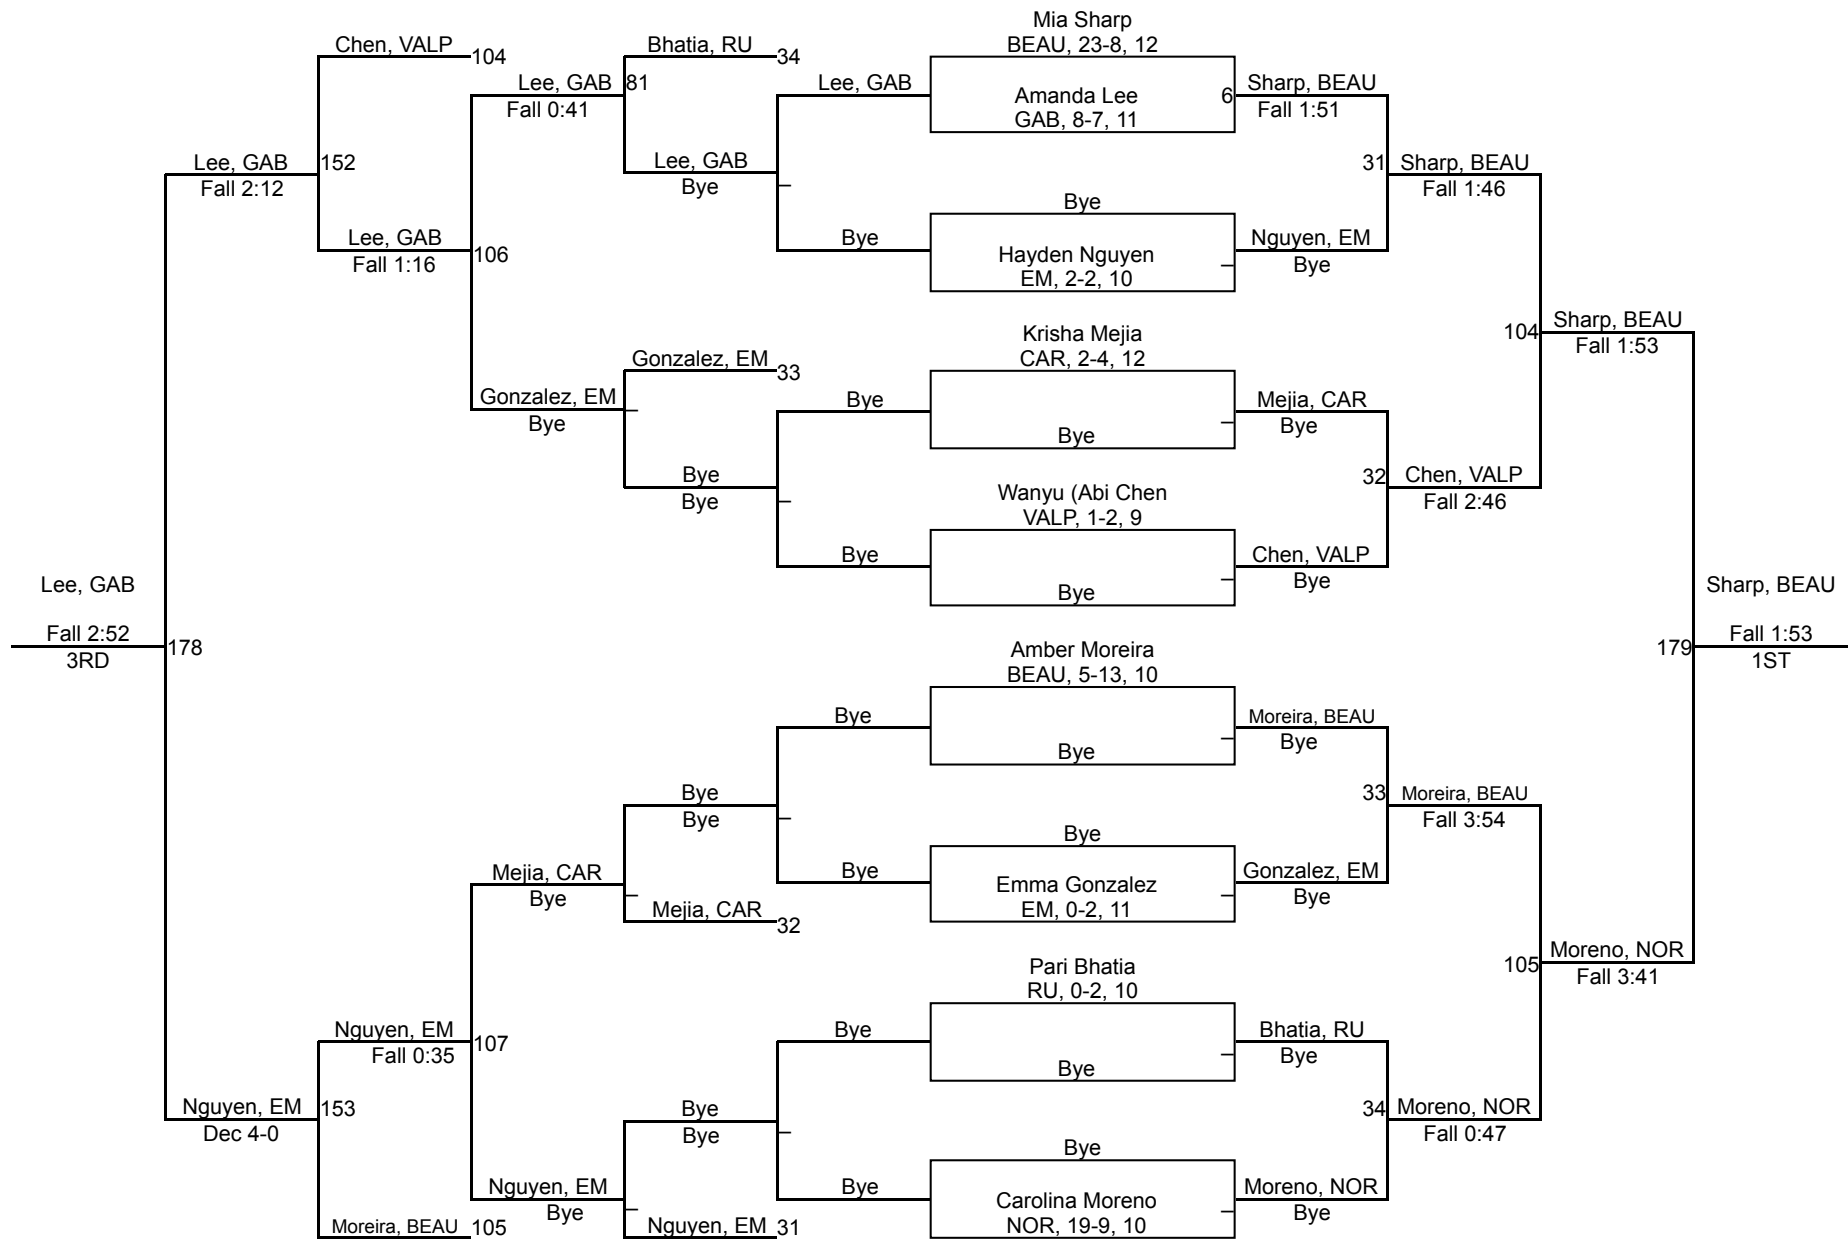 Mia Sharp
BEAU, 23-8, 12
Amanda Lee
GAB, 8-7, 11
6
Bye
Hayden Nguyen
EM, 2-2, 10
Krisha Mejia
CAR, 2-4, 12
Bye
Wanyu (Abi Chen
VALP, 1-2, 9
Bye
Amber Moreira
BEAU, 5-13, 10
Bye
Bye
Emma Gonzalez
EM, 0-2, 11
Pari Bhatia
RU, 0-2, 10
Bye
Bye
Carolina Moreno
NOR, 19-9, 10
Sharp, BEAU
Fall 1:51
Nguyen, EM
Bye
Mejia, CAR
Bye
Chen, VALP
Bye
Moreira, BEAU
Bye
Gonzalez, EM
Bye
Bhatia, RU
Bye
Moreno, NOR
Bye
31
Sharp, BEAU
Fall 1:46
32
Chen, VALP
Fall 2:46
33
Moreira, BEAU
Fall 3:54
34
Moreno, NOR
Fall 0:47
104
Sharp, BEAU
Fall 1:53
105
Moreno, NOR
Fall 3:41
179
Sharp, BEAU
Fall 1:53
1ST
Lee, GAB
Bye
Bye
Bye
Bye
Bye
Bye
Bye
Bhatia, RU
34
Lee, GAB
Bye
Gonzalez, EM
33
Bye
Bye
Bye
Bye
Mejia, CAR
32
Bye
Bye
Nguyen, EM
31
Lee, GAB
81
Fall 0:41
Gonzalez, EM
Bye
Mejia, CAR
Bye
Nguyen, EM
Bye
Chen, VALP
104
Lee, GAB
106
Fall 1:16
Nguyen, EM
107
Fall 0:35
Moreira, BEAU
105
Lee, GAB
152
Fall 2:12
Nguyen, EM
153
Dec 4-0
Lee, GAB
Fall 2:52
178
3RD